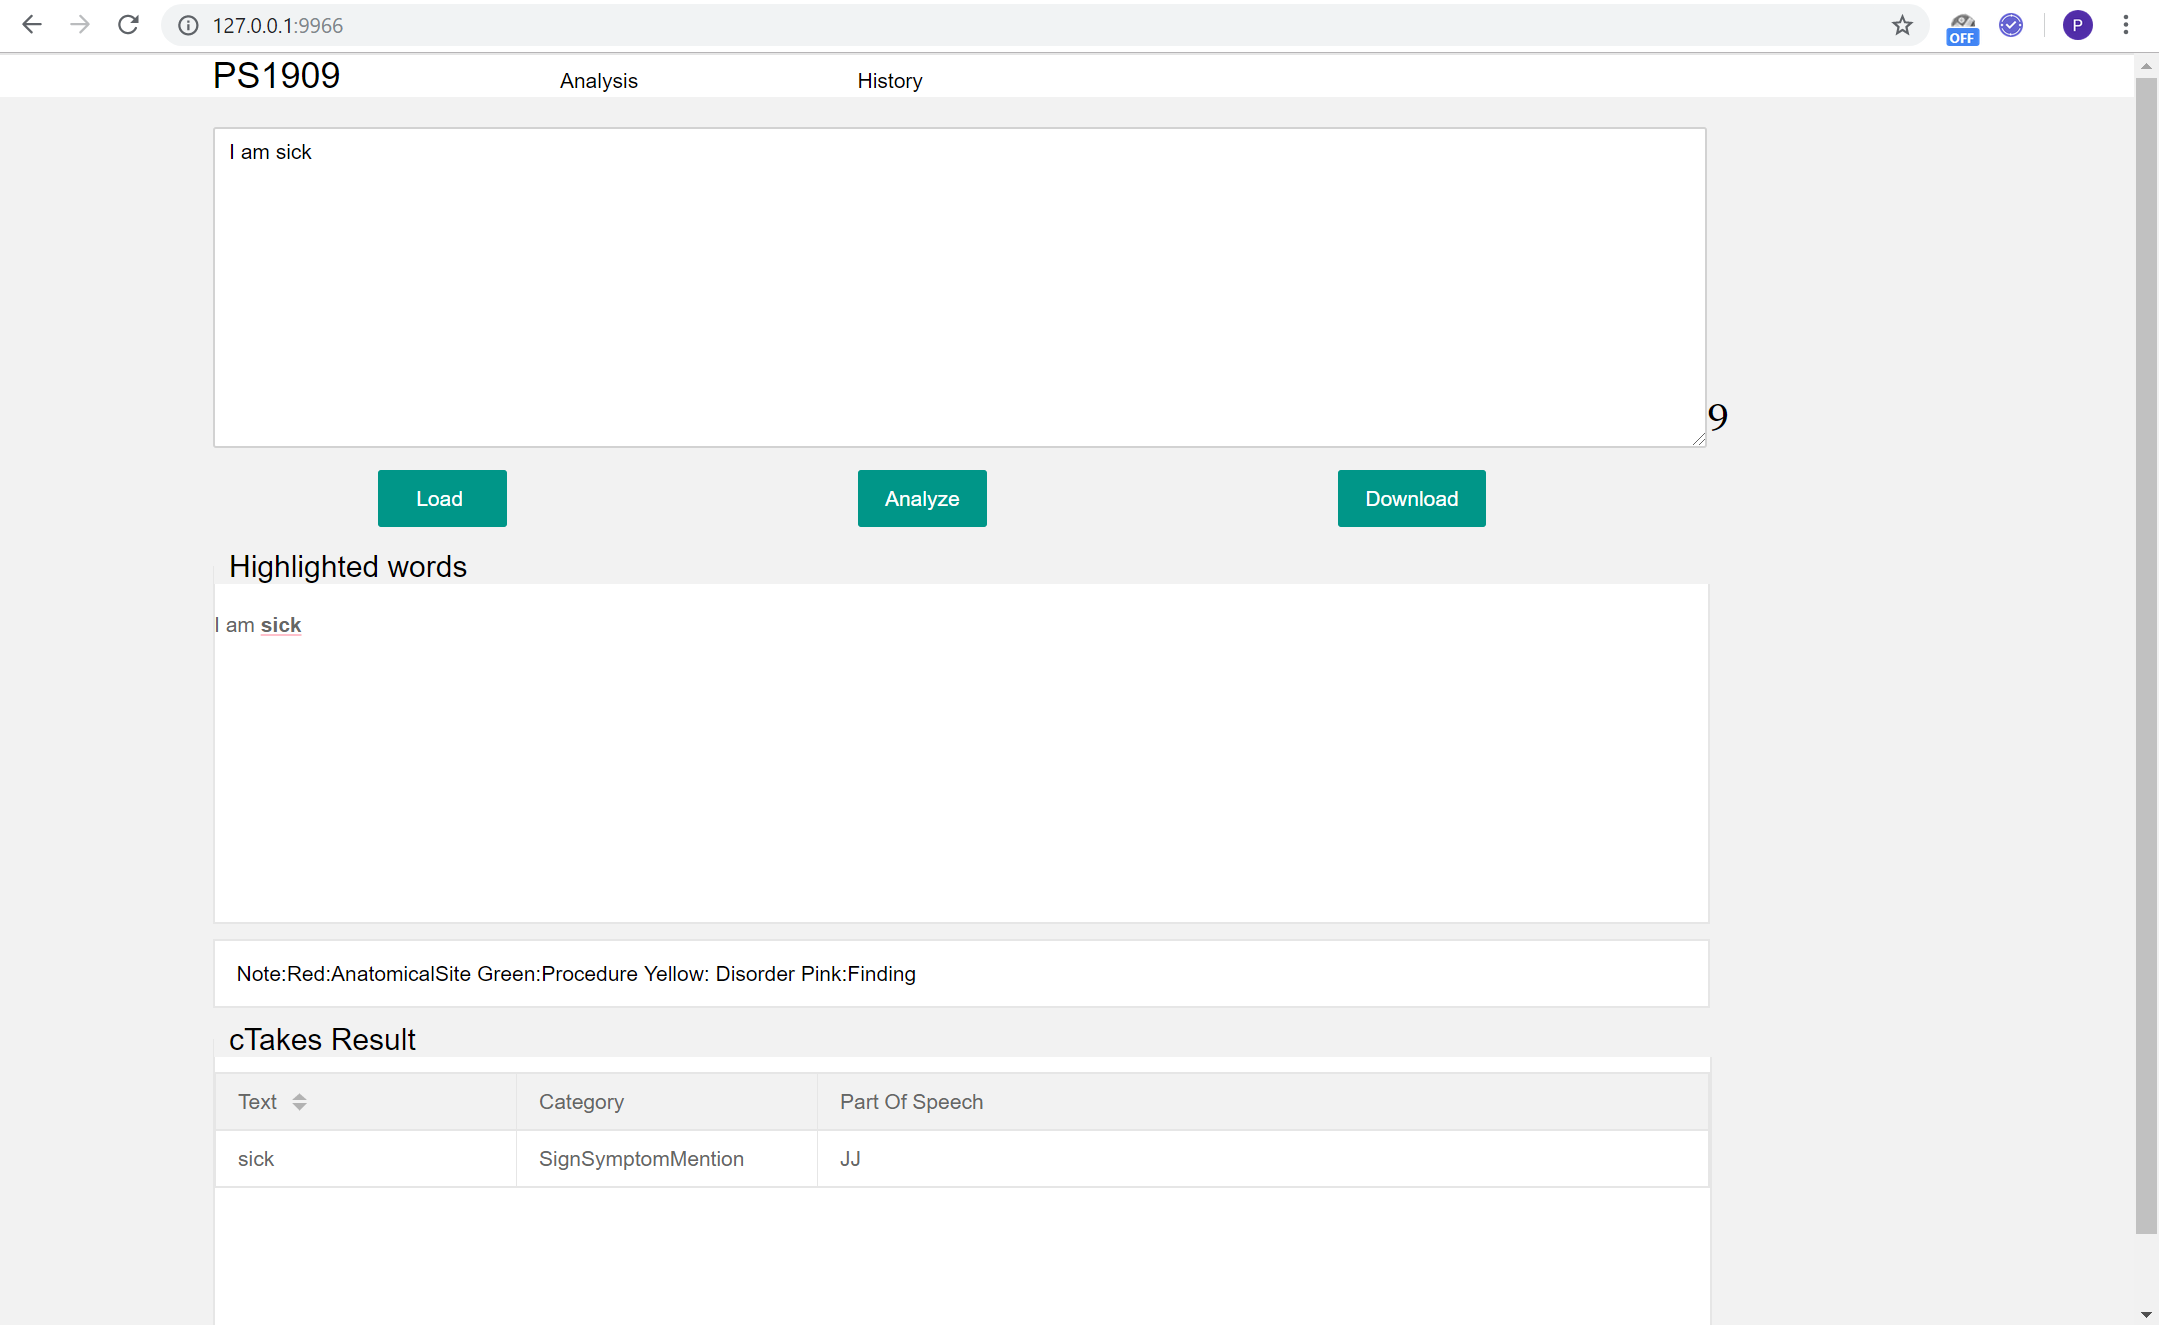 127.0.0.1:9966
OFF
P
PS1909 Analysis History
I am sick
9
Load Analyze Download
Highlighted words
I am sick
Note:Red:AnatomicalSite Green:Procedure Yellow: Disorder Pink:Finding
cTakes Result
Text Category Part Of Speech
sick SignSymptomMention JJ